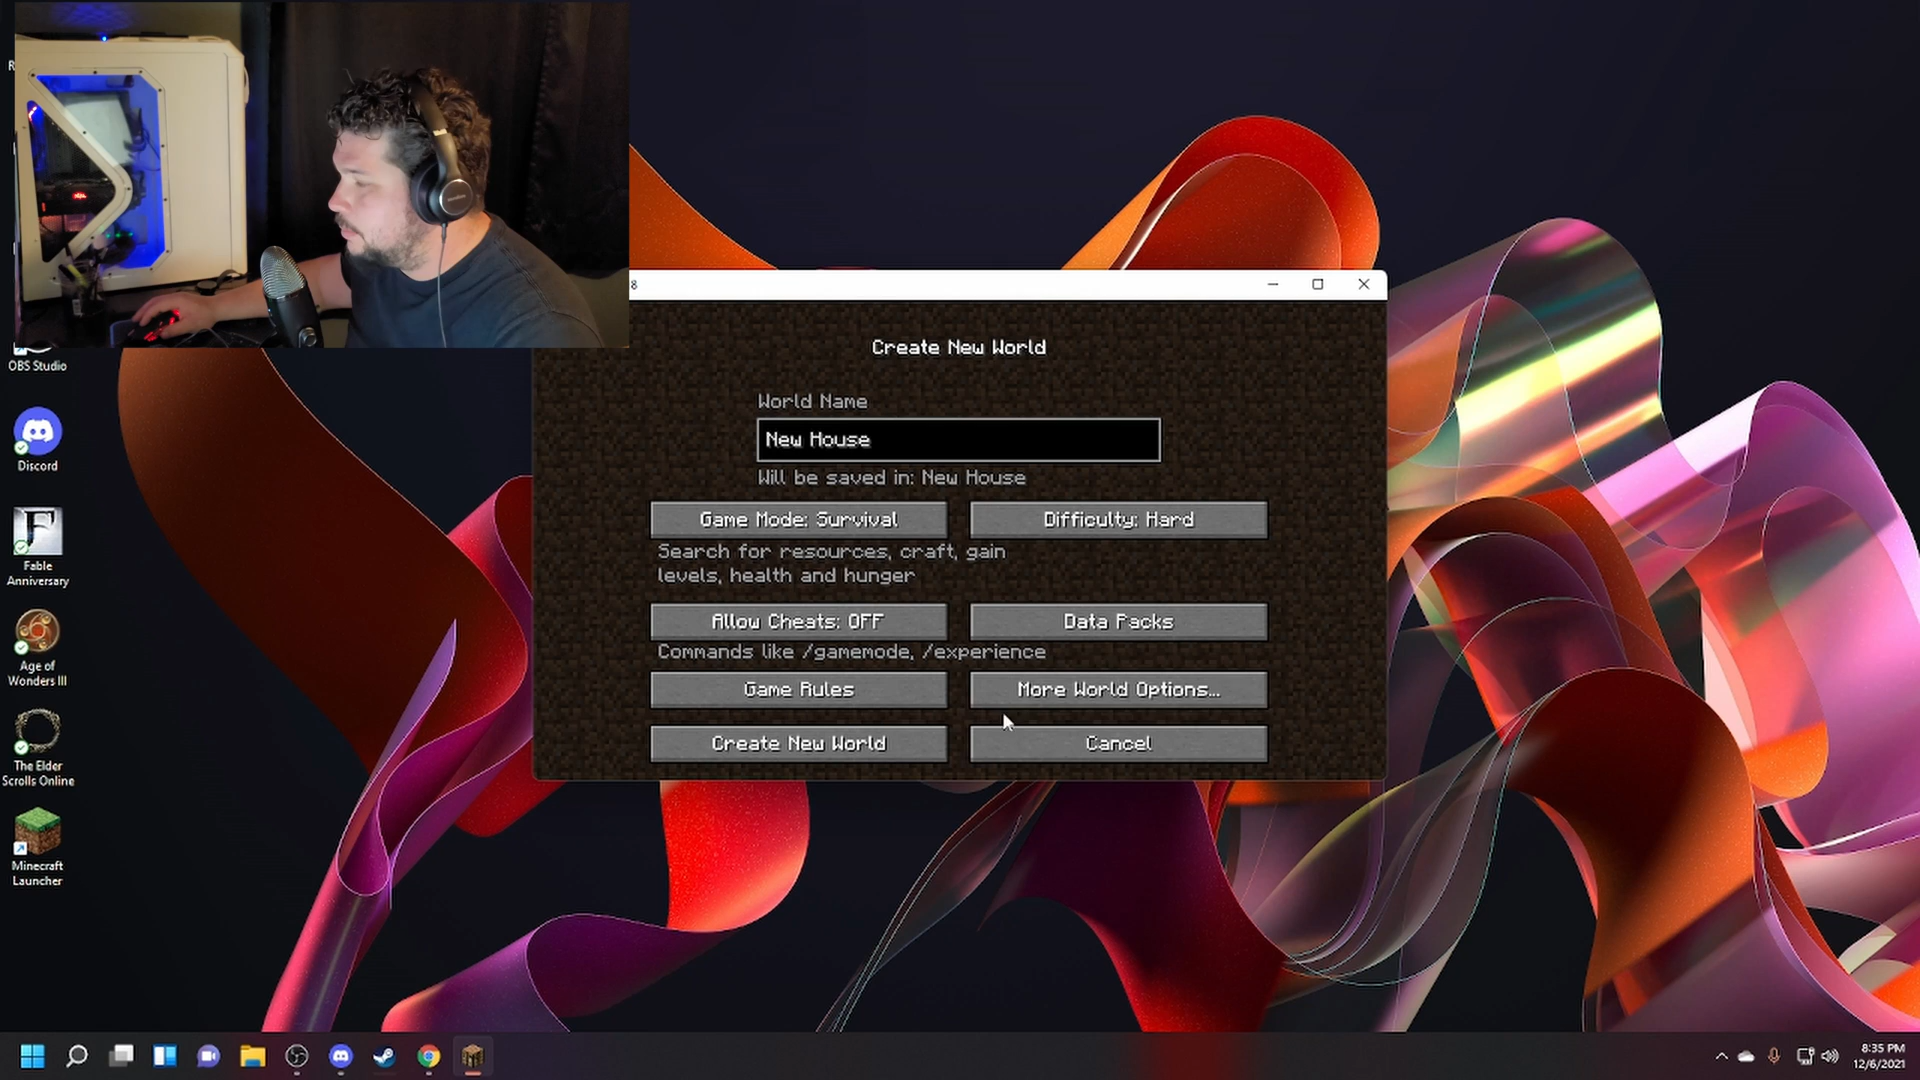 R
8
Create New World
World Name
New House
Will be saved in: New House
Game Mode: Survival
Difficulty: Hard
Search for resources, craft, gain
levels, health and hunger
Allow Cheats: OFF
Data Packs
Commands like /gamemode, /experience
Game Rules
More World Options...
Create New World
Cancel
OBS Studio
Discord
Fable
Anniversary
Age of
Wonders III
The Elder
Scrolls Online
Minecraft
Launcher
8:35 PM
12/6/2021